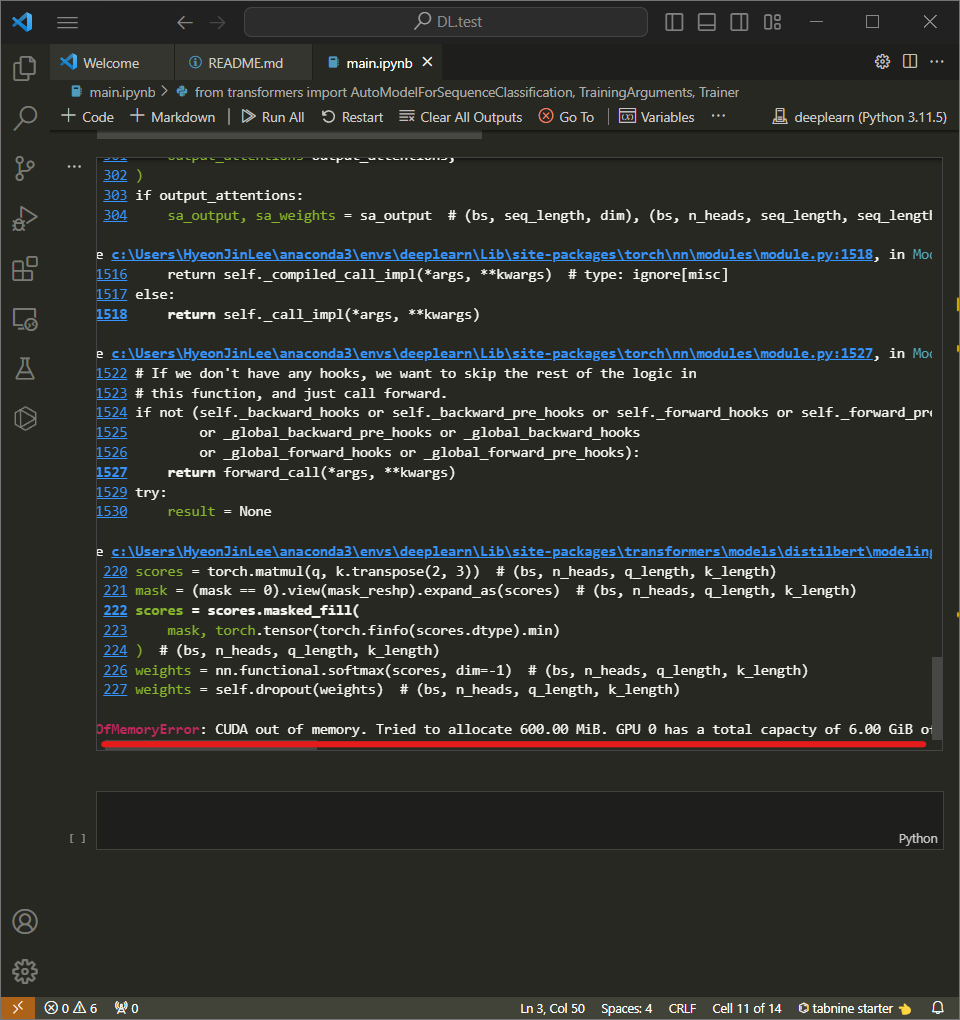 DL.test
Welcome
README.md
main.ipynb
main.ipynb > from transformers import AutoModelForSequenceClassification, TrainingArguments, Trainer
+ Code + Markdown | Run All Restart Clear All Outputs Go To | Variables ... deeplearn (Python 3.11.5)
...
301 output_attentions=output_attentions,
302 )
303 if output_attentions:
304 sa_output, sa_weights = sa_output # (bs, seq_length, dim), (bs, n_heads, seq_length, seq_length
e c:\Users\HyeonJinLee\anaconda3\envs\deeplearn\Lib\site-packages\torch\nn\modules\module.py:1518, in Mod
1516 return self._compiled_call_impl(*args, **kwargs) # type: ignore[misc]
1517 else:
1518 return self._call_impl(*args, **kwargs)
e c:\Users\HyeonJinLee\anaconda3\envs\deeplearn\Lib\site-packages\torch\nn\modules\module.py:1527, in Mod
1522 # If we don't have any hooks, we want to skip the rest of the logic in
1523 # this function, and just call forward.
1524 if not (self._backward_hooks or self._backward_pre_hooks or self._forward_hooks or self._forward_pre
1525 or _global_backward_pre_hooks or _global_backward_hooks
1526 or _global_forward_hooks or _global_forward_pre_hooks):
1527 return forward_call(*args, **kwargs)
1529 try:
1530 result = None
e c:\Users\HyeonJinLee\anaconda3\envs\deeplearn\Lib\site-packages\transformers\models\distilbert\modeling
220 scores = torch.matmul(q, k.transpose(2, 3)) # (bs, n_heads, q_length, k_length)
221 mask = (mask == 0).view(mask_reshp).expand_as(scores) # (bs, n_heads, q_length, k_length)
222 scores = scores.masked_fill(
223 mask, torch.tensor(torch.finfo(scores.dtype).min)
224 ) # (bs, n_heads, q_length, k_length)
226 weights = nn.functional.softmax(scores, dim=-1) # (bs, n_heads, q_length, k_length)
227 weights = self.dropout(weights) # (bs, n_heads, q_length, k_length)
OfMemoryError: CUDA out of memory. Tried to allocate 600.00 MiB. GPU 0 has a total capacty of 6.00 GiB of
[ ]
Python
0 6 0 Ln 3, Col 50 Spaces: 4 CRLF Cell 11 of 14 tabnine starter